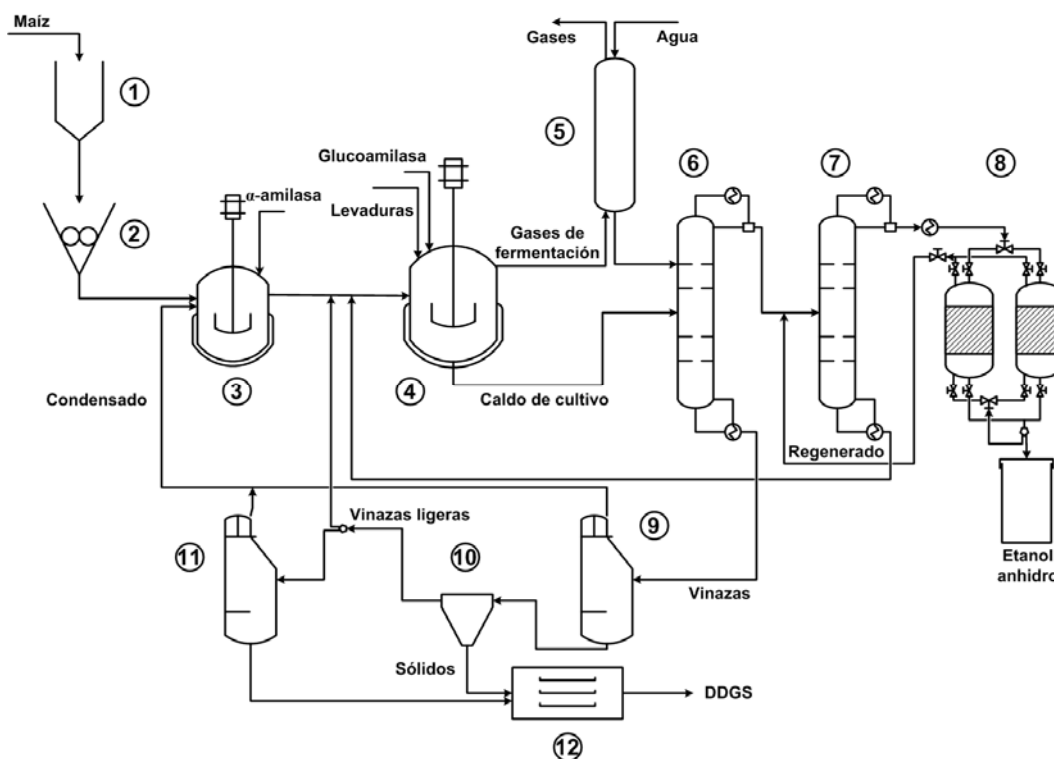 Maíz
Gases
Agua
1
5
Glucoamilasa
6
7
8
α-amilasa
Levaduras
2
Gases de
fermentación
3
4
Condensado
Caldo de cultivo
Regenerado
Vinazas ligeras
9
11
10
Etanol
anhidro
Vinazas
Sólidos
DDGS
12